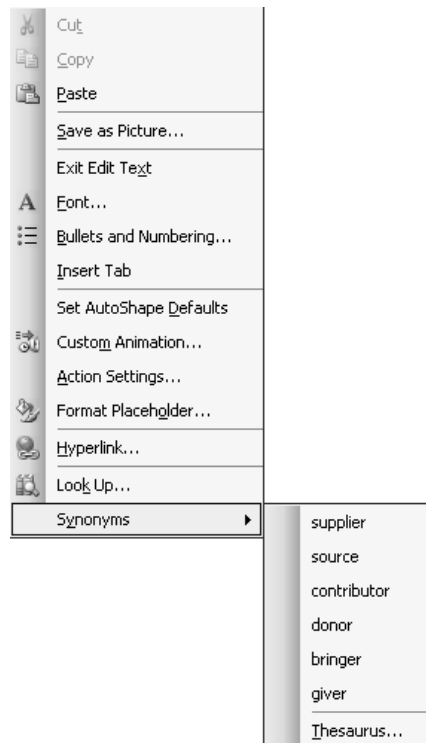 Cut
Copy
Paste
Save as Picture...
Exit Edit Text
Font...
Bullets and Numbering...
Insert Tab
Set AutoShape Defaults
Custom Animation...
Action Settings...
Format Placeholder...
Hyperlink...
Look Up...
Synonyms
supplier
source
contributor
donor
bringer
giver
Thesaurus...